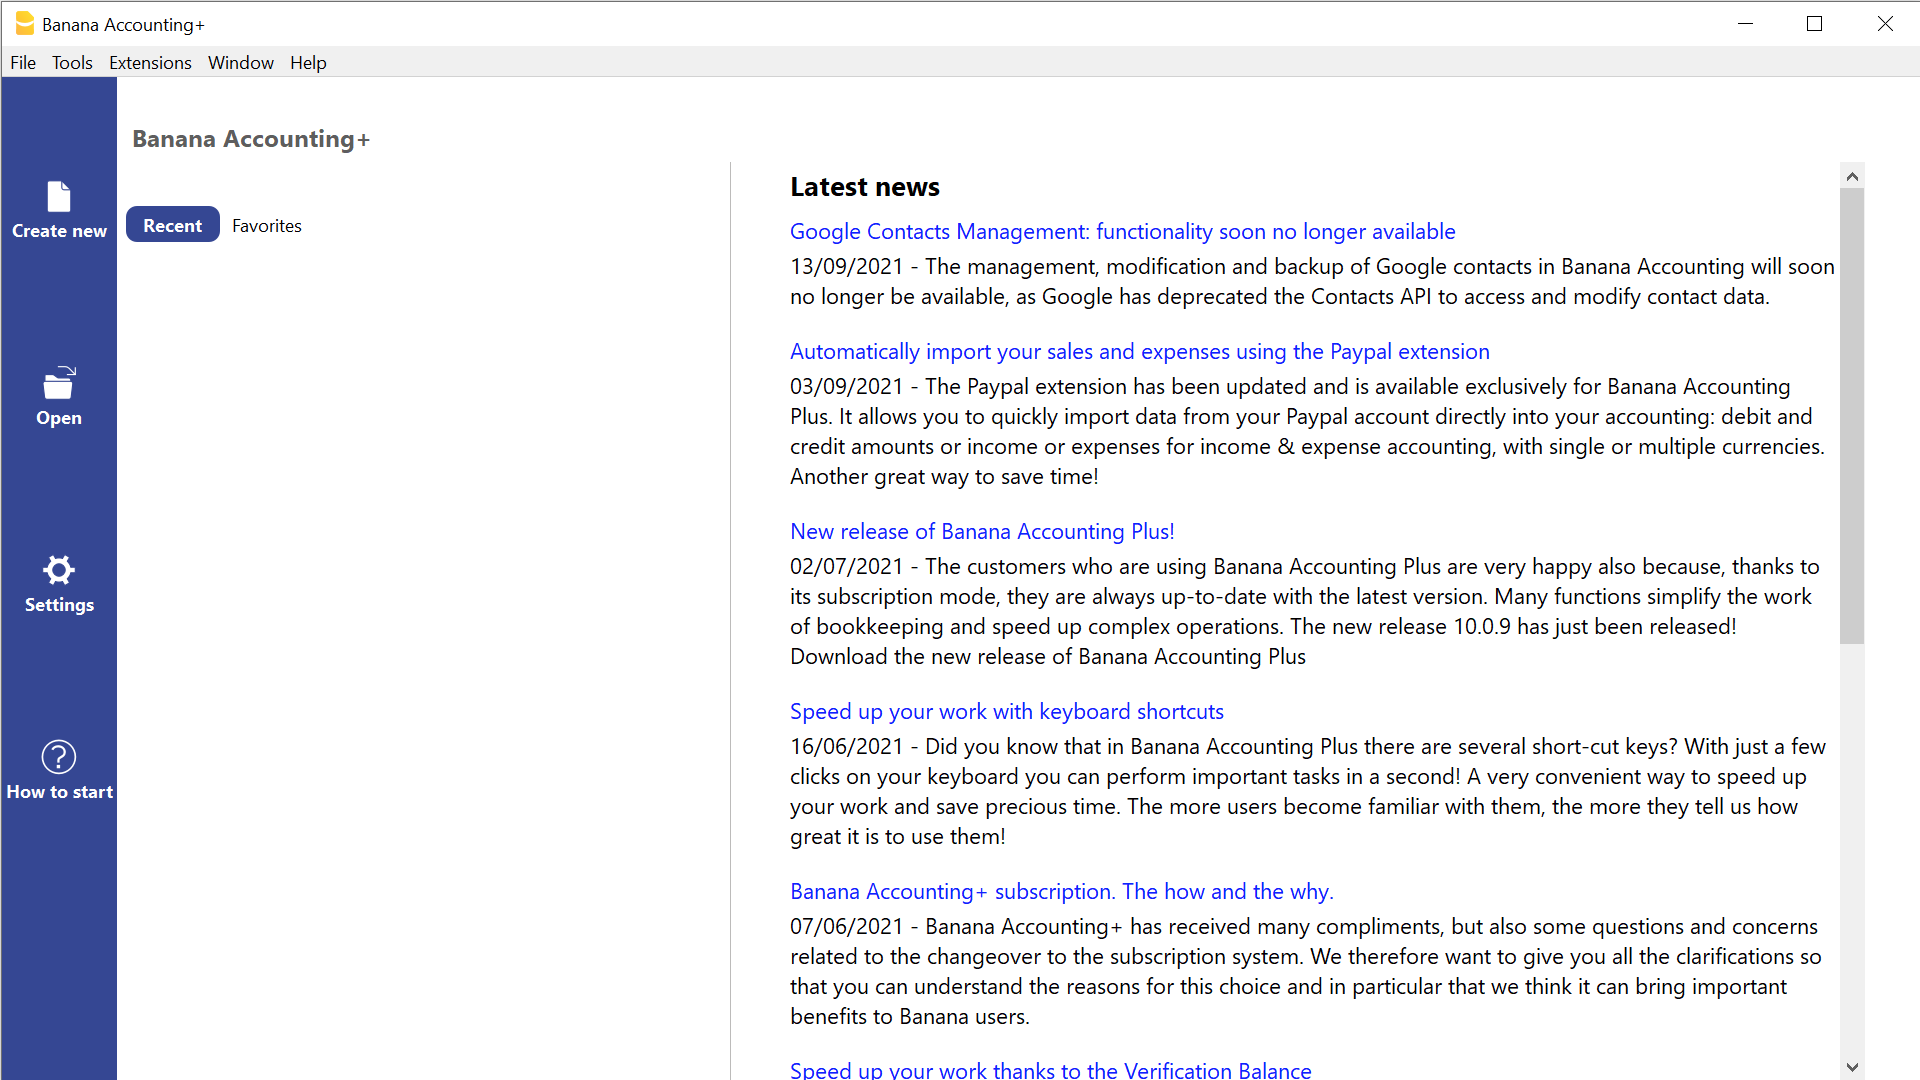 Banana Accounting+
File Tools Extensions Window Help
Banana Accounting+
Create new
Open
Settings
How to start
Recent Favorites
Latest news
Google Contacts Management: functionality soon no longer available
13/09/2021 - The management, modification and backup of Google contacts in Banana Accounting will soon
no longer be available, as Google has deprecated the Contacts API to access and modify contact data.
Automatically import your sales and expenses using the Paypal extension
03/09/2021 - The Paypal extension has been updated and is available exclusively for Banana Accounting
Plus. It allows you to quickly import data from your Paypal account directly into your accounting: debit and
credit amounts or income or expenses for income & expense accounting, with single or multiple currencies.
Another great way to save time!
New release of Banana Accounting Plus!
02/07/2021 - The customers who are using Banana Accounting Plus are very happy also because, thanks to
its subscription mode, they are always up-to-date with the latest version. Many functions simplify the work
of bookkeeping and speed up complex operations. The new release 10.0.9 has just been released!
Download the new release of Banana Accounting Plus
Speed up your work with keyboard shortcuts
16/06/2021 - Did you know that in Banana Accounting Plus there are several short-cut keys? With just a few
clicks on your keyboard you can perform important tasks in a second! A very convenient way to speed up
your work and save precious time. The more users become familiar with them, the more they tell us how
great it is to use them!
Banana Accounting+ subscription. The how and the why.
07/06/2021 - Banana Accounting+ has received many compliments, but also some questions and concerns
related to the changeover to the subscription system. We therefore want to give you all the clarifications so
that you can understand the reasons for this choice and in particular that we think it can bring important
benefits to Banana users.
Speed up your work thanks to the Verification Balance